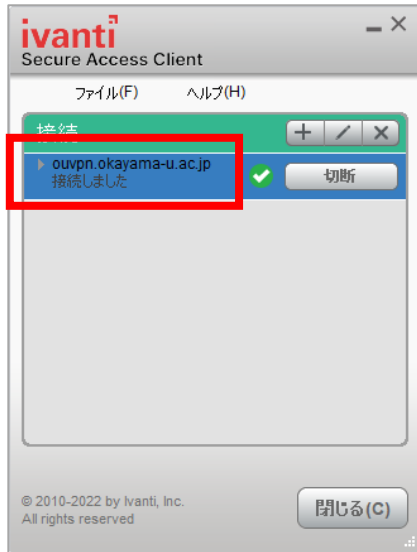 ivanti
Secure Access Client
ファイル(F) ヘルプ(H)
接続
ouvpn.okayama-u.ac.jp
接続しました
切断
© 2010-2022 by Ivanti, Inc.
All rights reserved
閉じる(C)